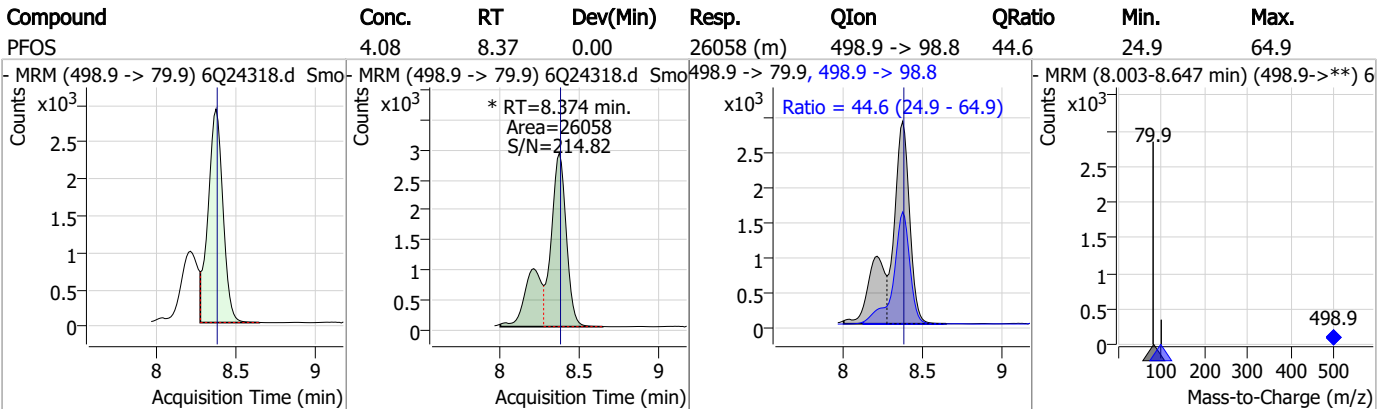 Compound Conc. RT Dev(Min) Resp. QIon QRatio Min. Max.
PFOS 4.08 8.37 0.00 26058 (m) 498.9 -> 98.8 44.6 24.9 64.9
- MRM (498.9 -> 79.9) 6Q24318.d Smo
Counts
x10³
2.5
2
1.5
1
0.5
0
8 8.5 9
Acquisition Time (min)
- MRM (498.9 -> 79.9) 6Q24318.d Smo
Counts
x10³
* RT=8.374 min.
Area=26058
S/N=214.82
3
2.5
2
1.5
1
0.5
0
8 8.5 9
Acquisition Time (min)
498.9 -> 79.9, 498.9 -> 98.8
Counts
x10³
Ratio = 44.6 (24.9 - 64.9)
2.5
2
1.5
1
0.5
0
8 8.5 9
Acquisition Time (min)
- MRM (8.003-8.647 min) (498.9->**) 6
Counts
x10³
79.9
2.5
2
1.5
1
0.5
0
498.9
100 200 300 400 500
Mass-to-Charge (m/z)